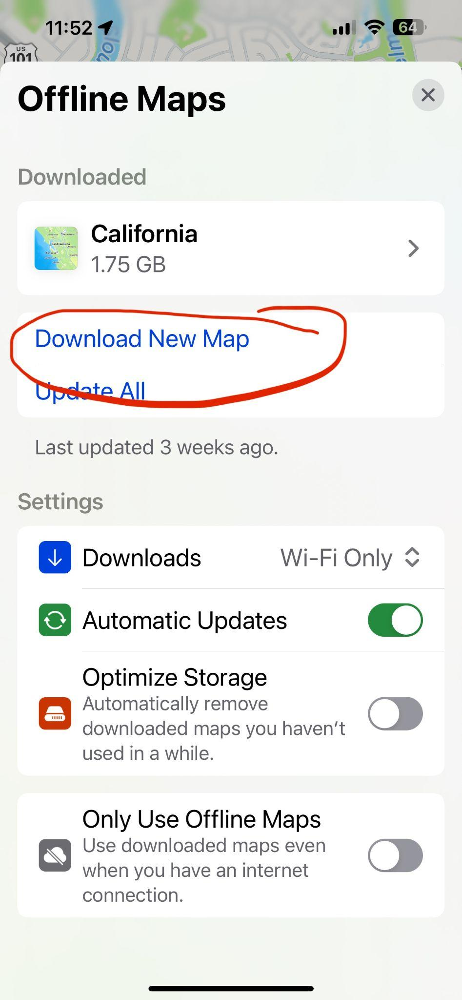 11:52
64
US
101
Offline Maps
Downloaded
California
1.75 GB
Download New Map
Update All
Last updated 3 weeks ago.
Settings
Downloads Wi-Fi Only
Automatic Updates
Optimize Storage
Automatically remove
downloaded maps you haven't
used in a while.
Only Use Offline Maps
Use downloaded maps even
when you have an internet
connection.